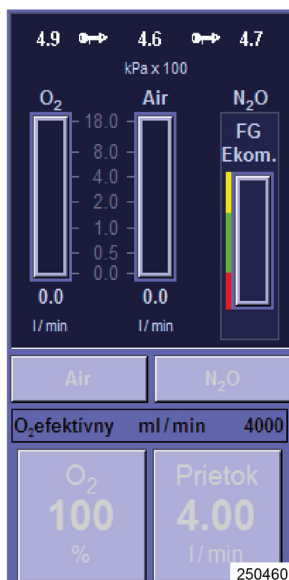 4.9 4.6 4.7
kPa x 100
O₂ Air N₂O
18.0
8.0
4.0
2.0
1.0
0.5
0.0
FG
Ekom.
0.0 0.0
l/min l/min
Air N₂O
O₂efektívny ml/min 4000
O₂ Prietok
100 4.00
% l/min
250460